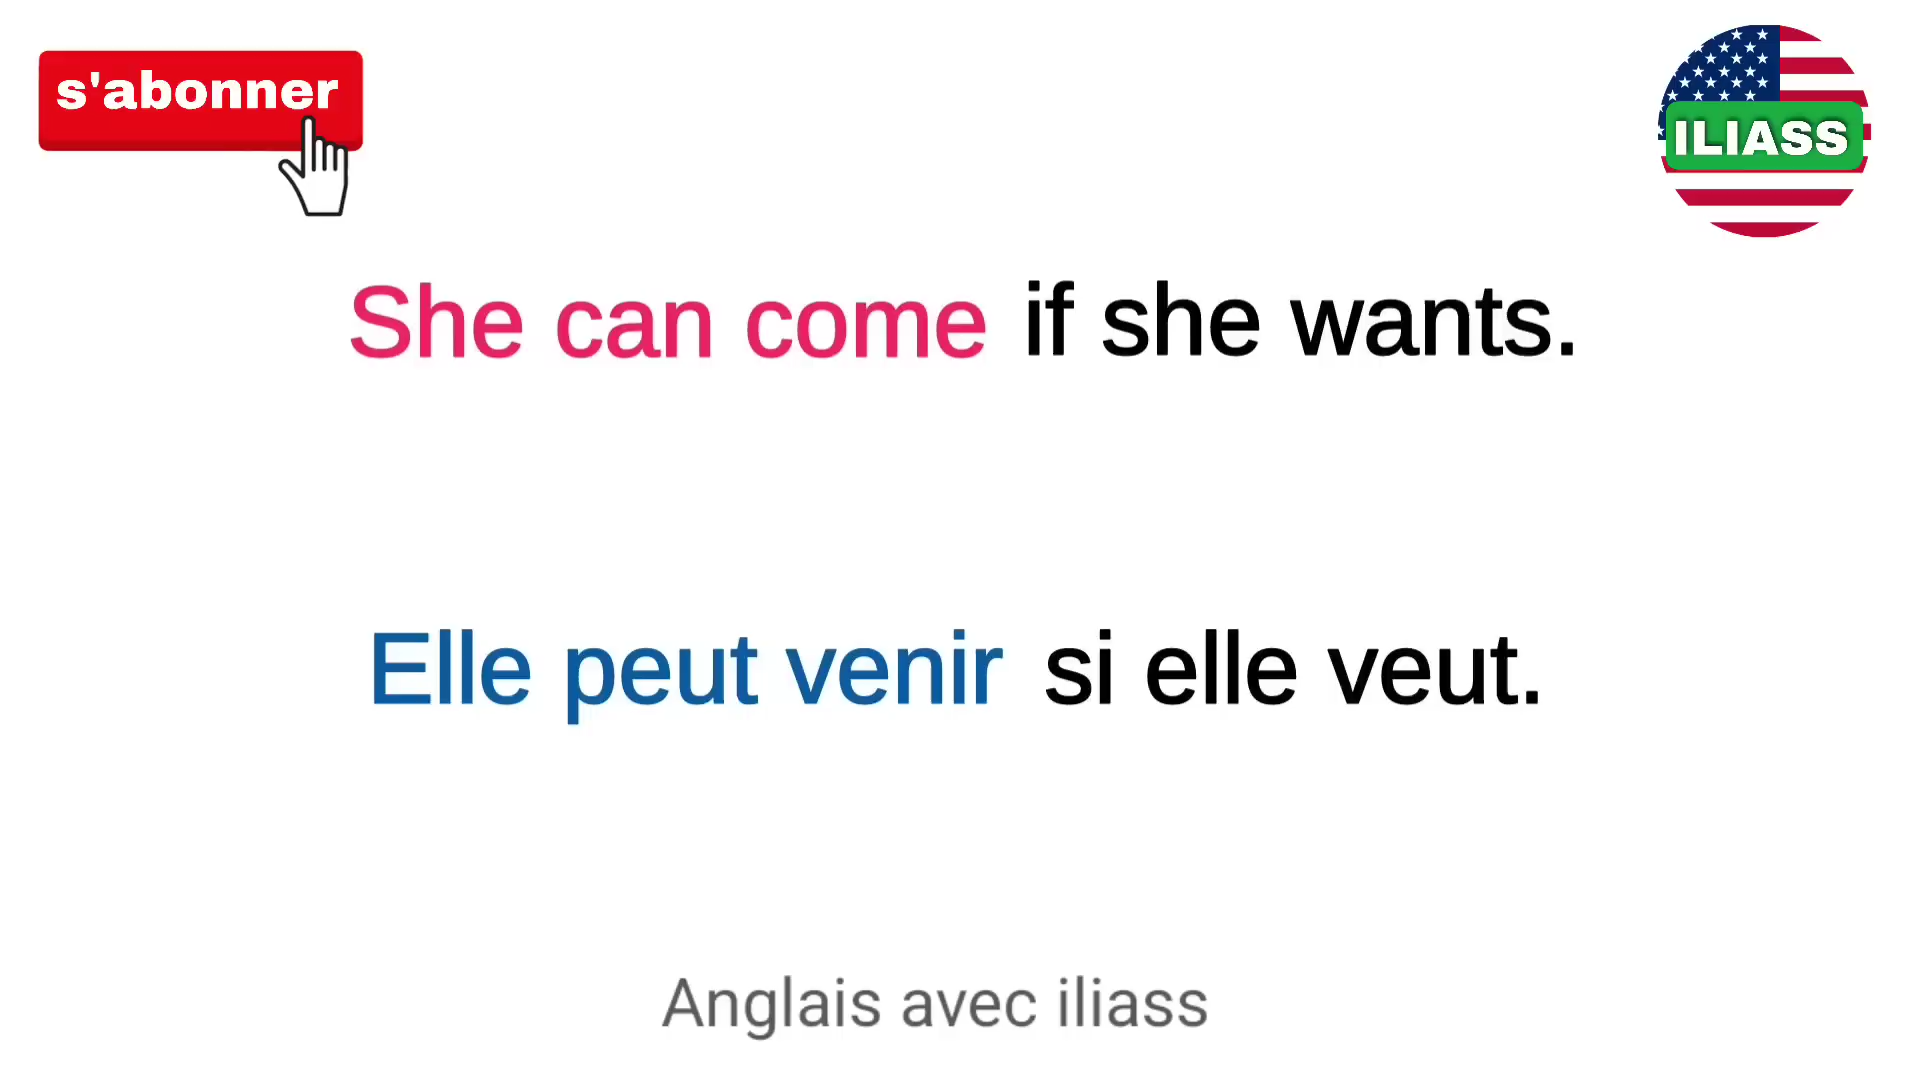 s'abonner
ILIASS
She can come if she wants.
Elle peut venir si elle veut.
Anglais avec iliass